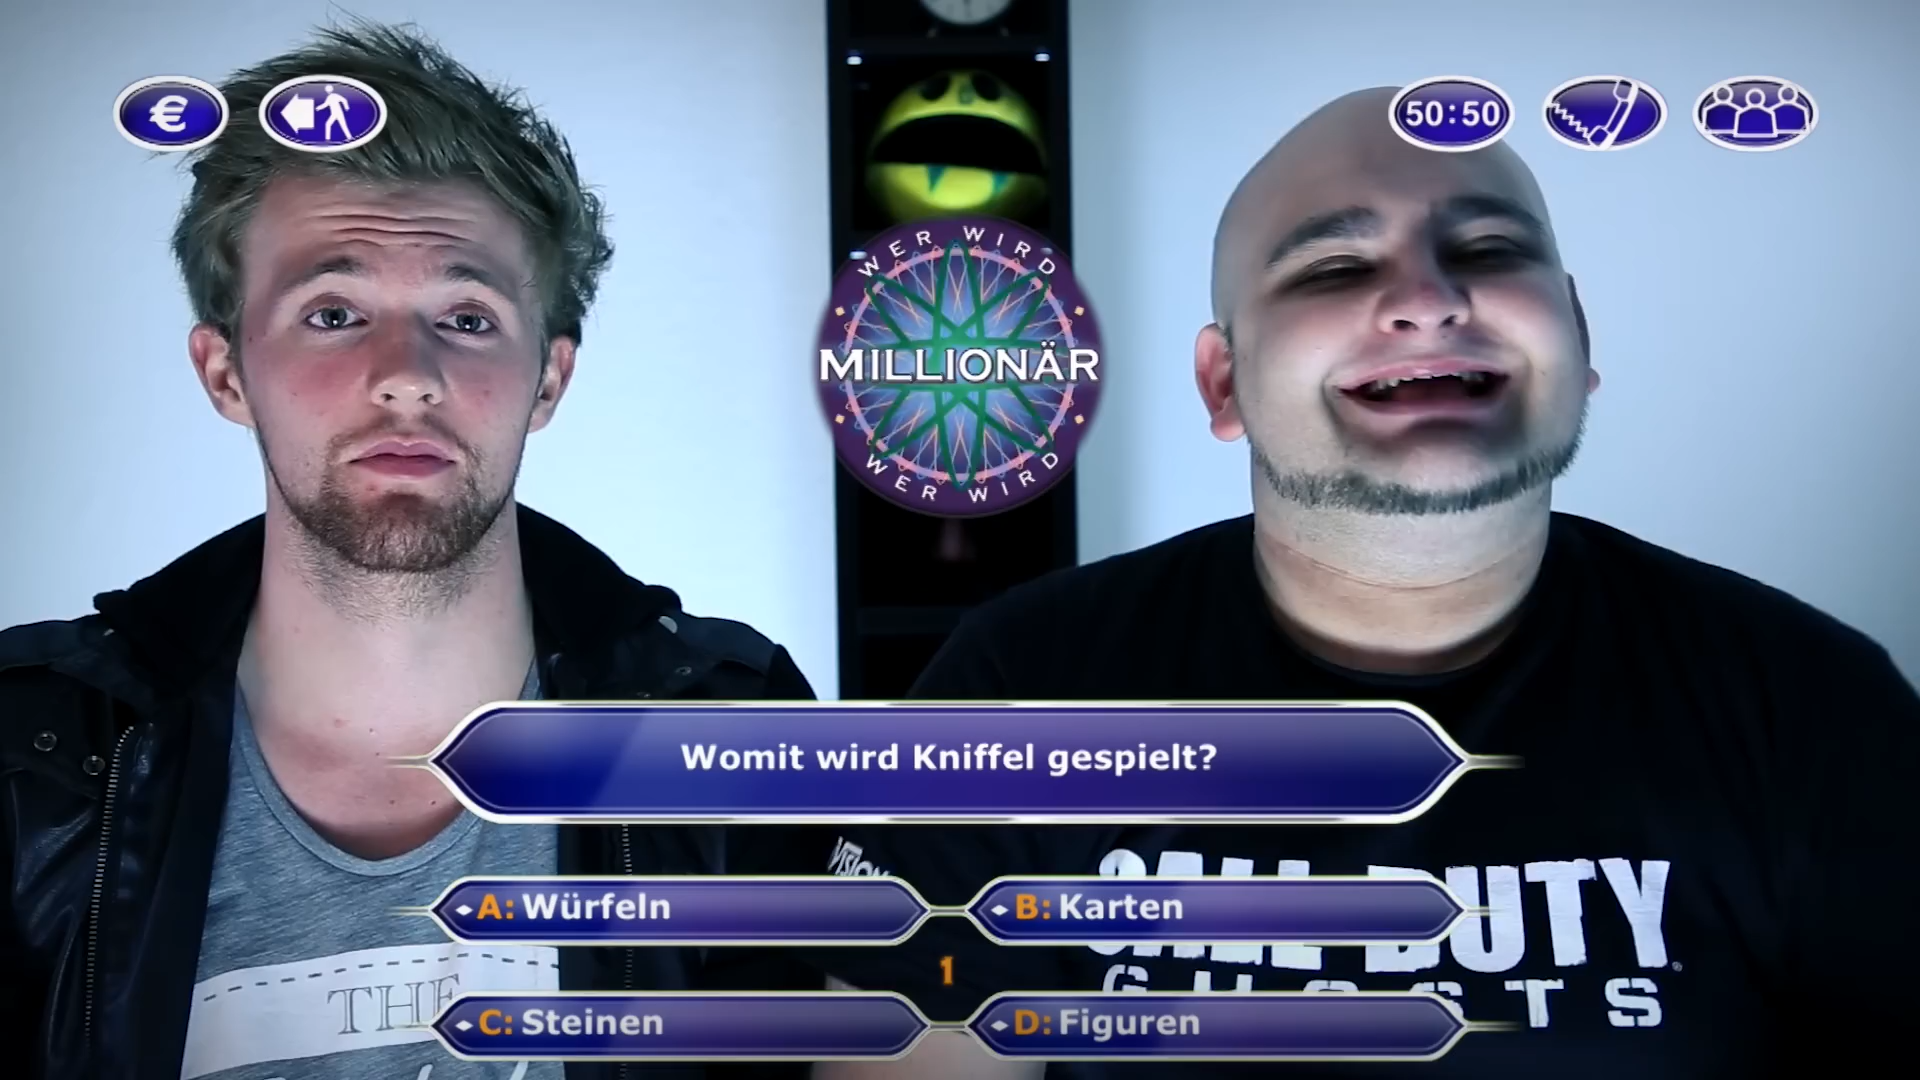 €
50:50
WER WIRD
MILLIONÄR
WER WIRD
Womit wird Kniffel gespielt?
A: Würfeln
B: Karten
1
C: Steinen
D: Figuren
VISION
CALL DUTY
GHOSTS
THE